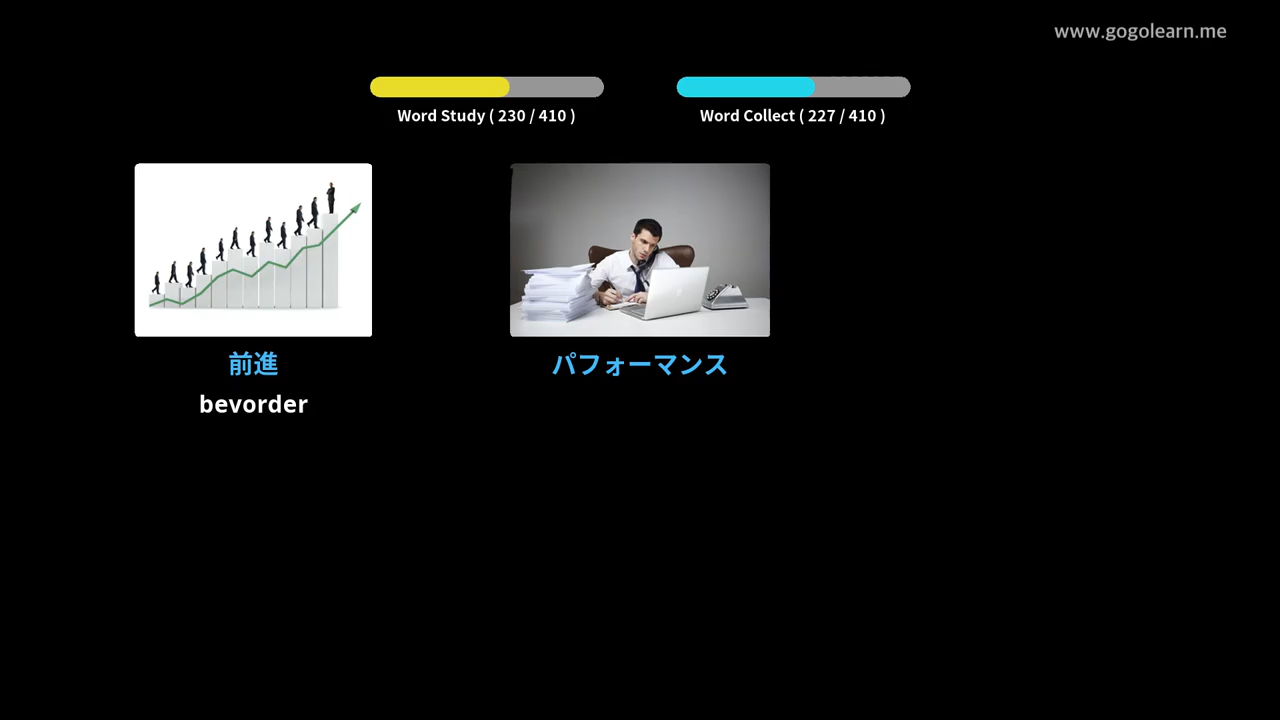 www.gogolearn.me
Word Study ( 230 / 410 )
Word Collect ( 227 / 410 )
前進
パフォーマンス
bevorder